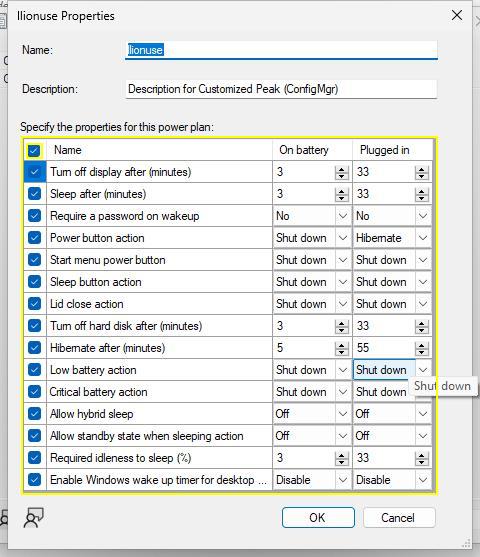 Ilionuse Properties
Name: Ilionuse
Description: Description for Customized Peak (ConfigMgr)
Specify the properties for this power plan:
Name On battery Plugged in
Turn off display after (minutes) 3 33
Sleep after (minutes) 3 33
Require a password on wakeup No No
Power button action Shut down Hibernate
Start menu power button Shut down Shut down
Sleep button action Shut down Shut down
Lid close action Shut down Shut down
Turn off hard disk after (minutes) 3 33
Hibernate after (minutes) 5 55
Low battery action Shut down Shut down
Shut down
Critical battery action Shut down Shut down
Allow hybrid sleep Off Off
Allow standby state when sleeping action Off Off
Required idleness to sleep (%) 3 33
Enable Windows wake up timer for desktop ... Disable Disable
OK Cancel